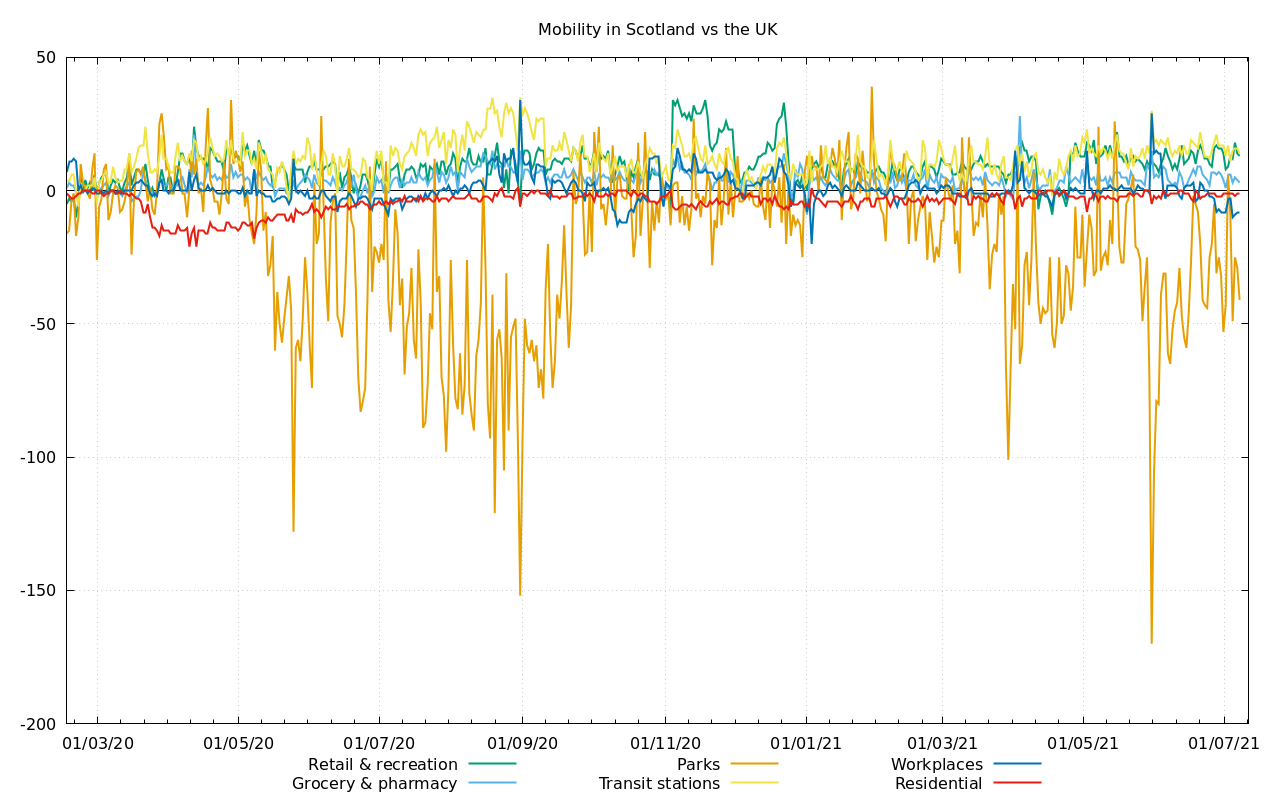 Mobility in Scotland vs the UK
50
0
-50
-100
-150
-200
01/03/20 01/05/20 01/07/20 01/09/20 01/11/20 01/01/21 01/03/21 01/05/21 01/07/21
Retail & recreation Parks Workplaces
Grocery & pharmacy Transit stations Residential